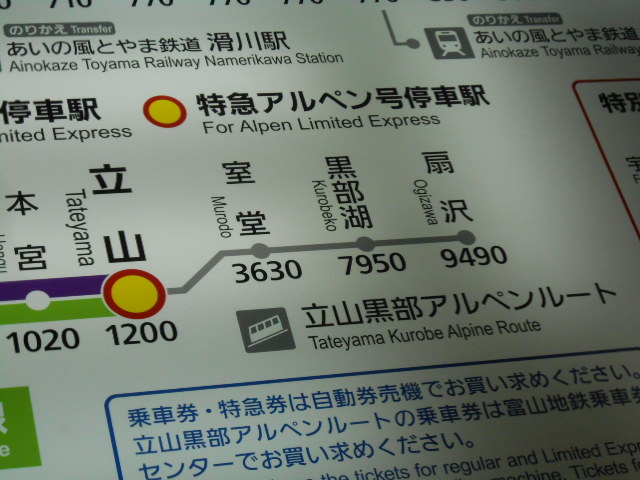 のりかえ Transfer
あいの風とやま鉄道 滑川駅
Ainokaze Toyama Railway Namerikawa Station
のりかえ Transfer
あいの風とやま鉄道
Ainokaze Toyama Railway
停車駅
Limited Express
特急アルペン号停車駅
For Alpen Limited Express
特別
本宮
Hongu
1020
立山
Tateyama
1200
室堂
Murodo
3630
黒部湖
Kurobeko
7950
扇沢
Ogizawa
9490
立山黒部アルペンルート
Tateyama Kurobe Alpine Route
乗車券・特急券は自動券売機でお買い求めください。
立山黒部アルペンルートの乗車券は富山地鉄乗車券
センターでお買い求めください。
the tickets for regular and Limited Expr
machine. Tickets f